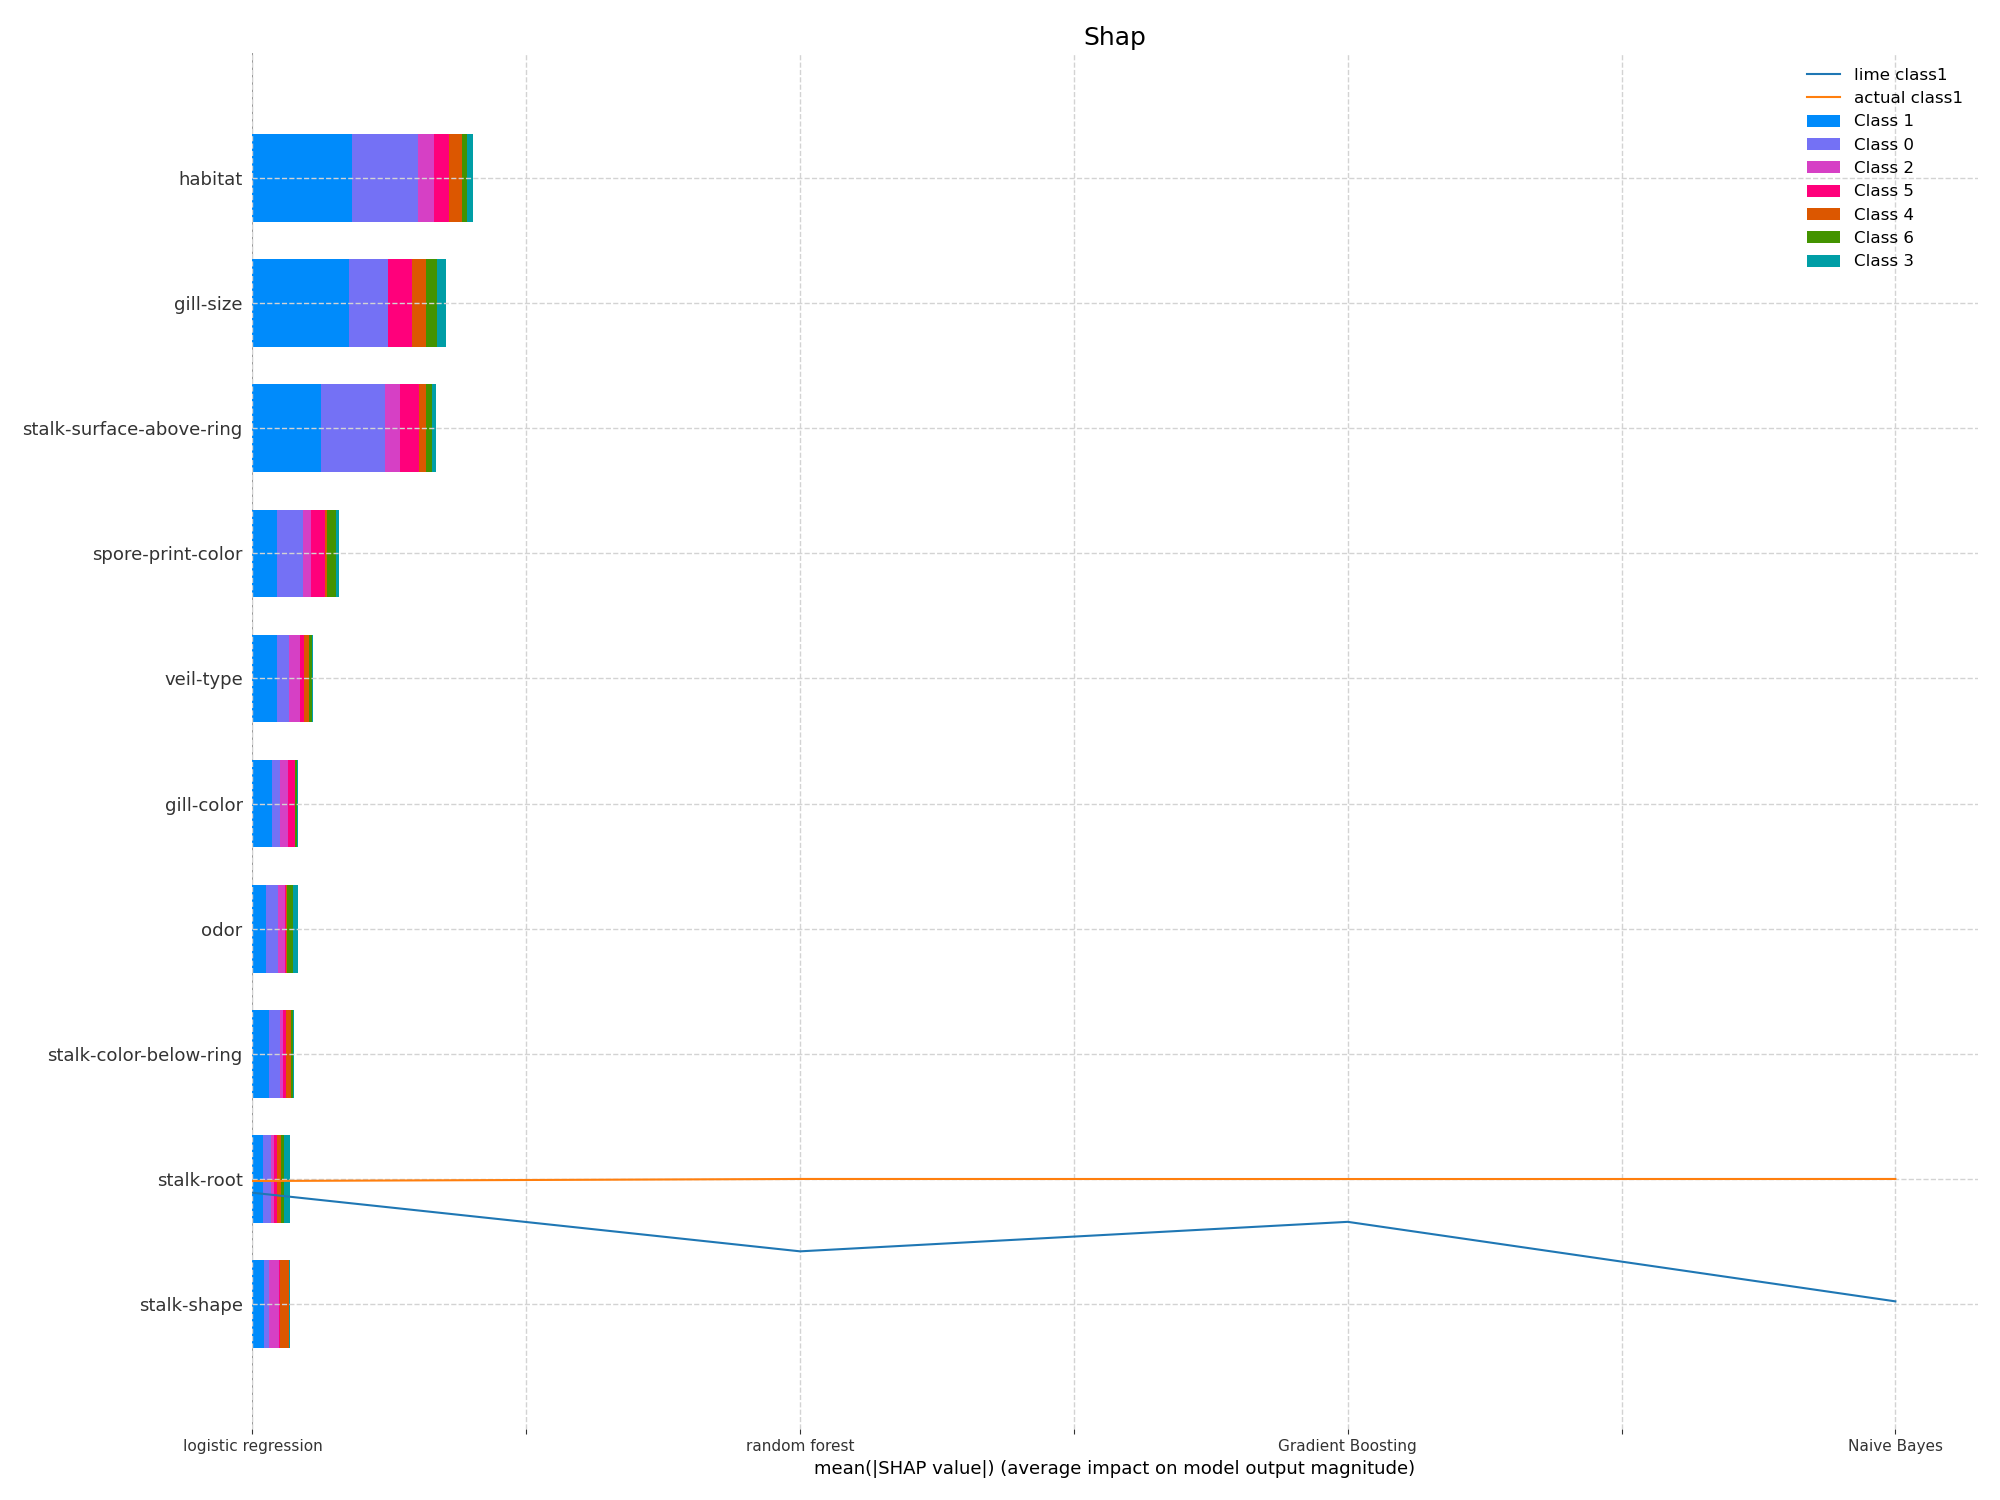 Shap
lime class1
actual class1
Class 1
Class 0
Class 2
Class 5
Class 4
Class 6
Class 3
habitat
gill-size
stalk-surface-above-ring
spore-print-color
veil-type
gill-color
odor
stalk-color-below-ring
stalk-root
stalk-shape
logistic regression random forest Gradient Boosting Naive Bayes
mean(|SHAP value|) (average impact on model output magnitude)